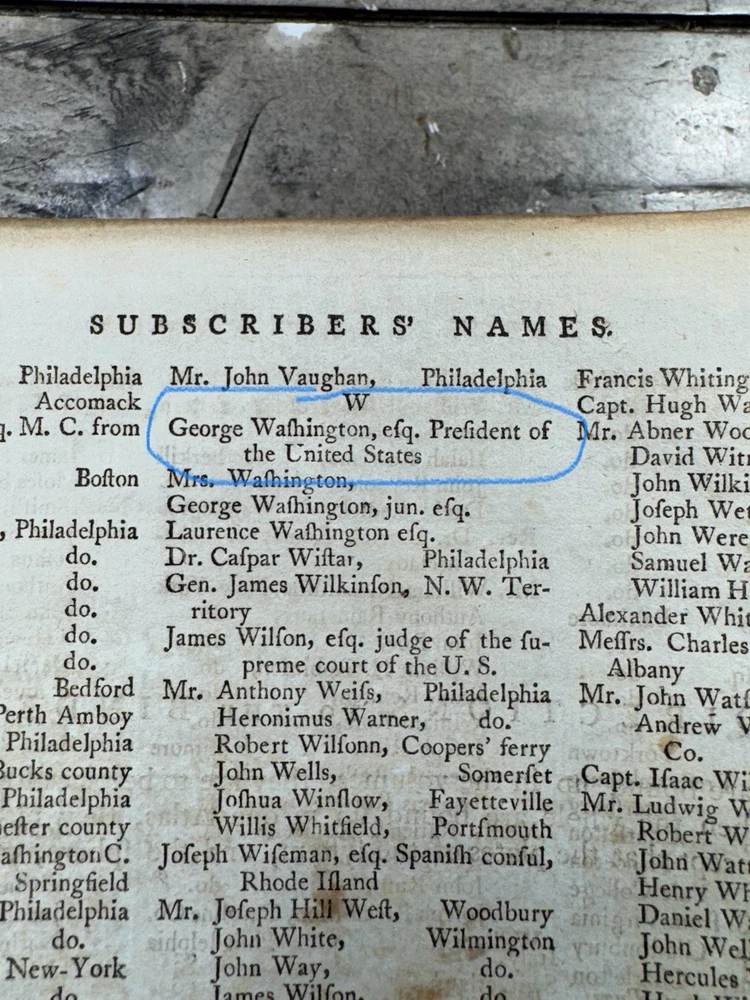 SUBSCRIBERS' NAMES.
Philadelphia
Accomack
q. M. C. from
Boſton
, Philadelphia
do.
do.
do.
do.
do.
Bedford
Perth Amboy
Philadelphia
Bucks county
Philadelphia
eſter county
aſhington C.
Springfield
Philadelphia
do.
New-York
do.
Mr. John Vaughan, Philadelphia
W
George Waſhington, eſq. Preſident of
the United States
Mrs. Waſhington,
George Waſhington, jun. eſq.
Laurence Waſhington eſq.
Dr. Caſpar Wiſtar, Philadelphia
Gen. James Wilkinſon, N. W. Ter-
ritory
James Wilſon, eſq. judge of the ſu-
preme court of the U. S.
Mr. Anthony Weiſs, Philadelphia
Heronimus Warner, do.
Robert Wilſonn, Coopers' ferry
John Wells, Somerſet
Joſhua Winſlow, Fayetteville
Willis Whitfield, Portſmouth
Joſeph Wiſeman, eſq. Spaniſh conſul,
Rhode Iſland
Mr. Joſeph Hill Weſt, Woodbury
John White, Wilmington
John Way, do.
James Wilſon, do
Francis Whiting
Capt. Hugh Wa
Mr. Abner Woo
David Witm
John Wilki
Joſeph Wet
John Were
Samuel Wa
William H
Alexander Whit
Meſſrs. Charles
Albany
Mr. John Watſ
Andrew W
Co.
Capt. Iſaac Wi
Mr. Ludwig W
Robert W
John Watt
Henry Wh
Daniel W
John Well
Hercules